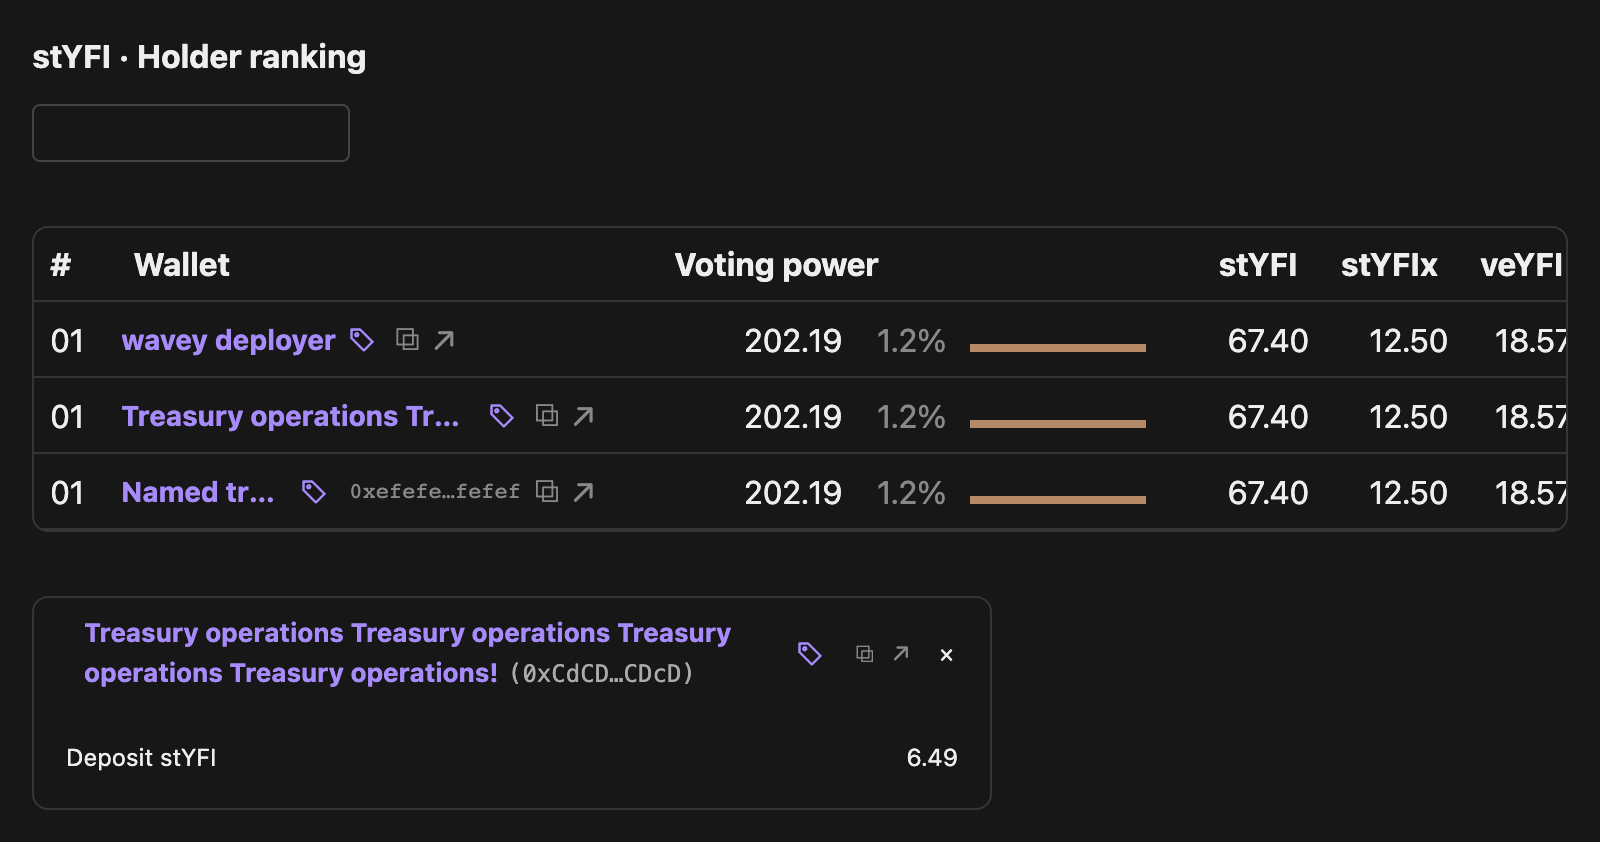 stYFI · Holder ranking
# Wallet Voting power stYFI stYFIx veYFI
01 wavey deployer 202.19 1.2% 67.40 12.50 18.57
01 Treasury operations Tr... 202.19 1.2% 67.40 12.50 18.57
01 Named tr... 0xefefe…fefef 202.19 1.2% 67.40 12.50 18.57
Treasury operations Treasury operations Treasury
operations Treasury operations! (0xCdCD…CDcD)
Deposit stYFI 6.49